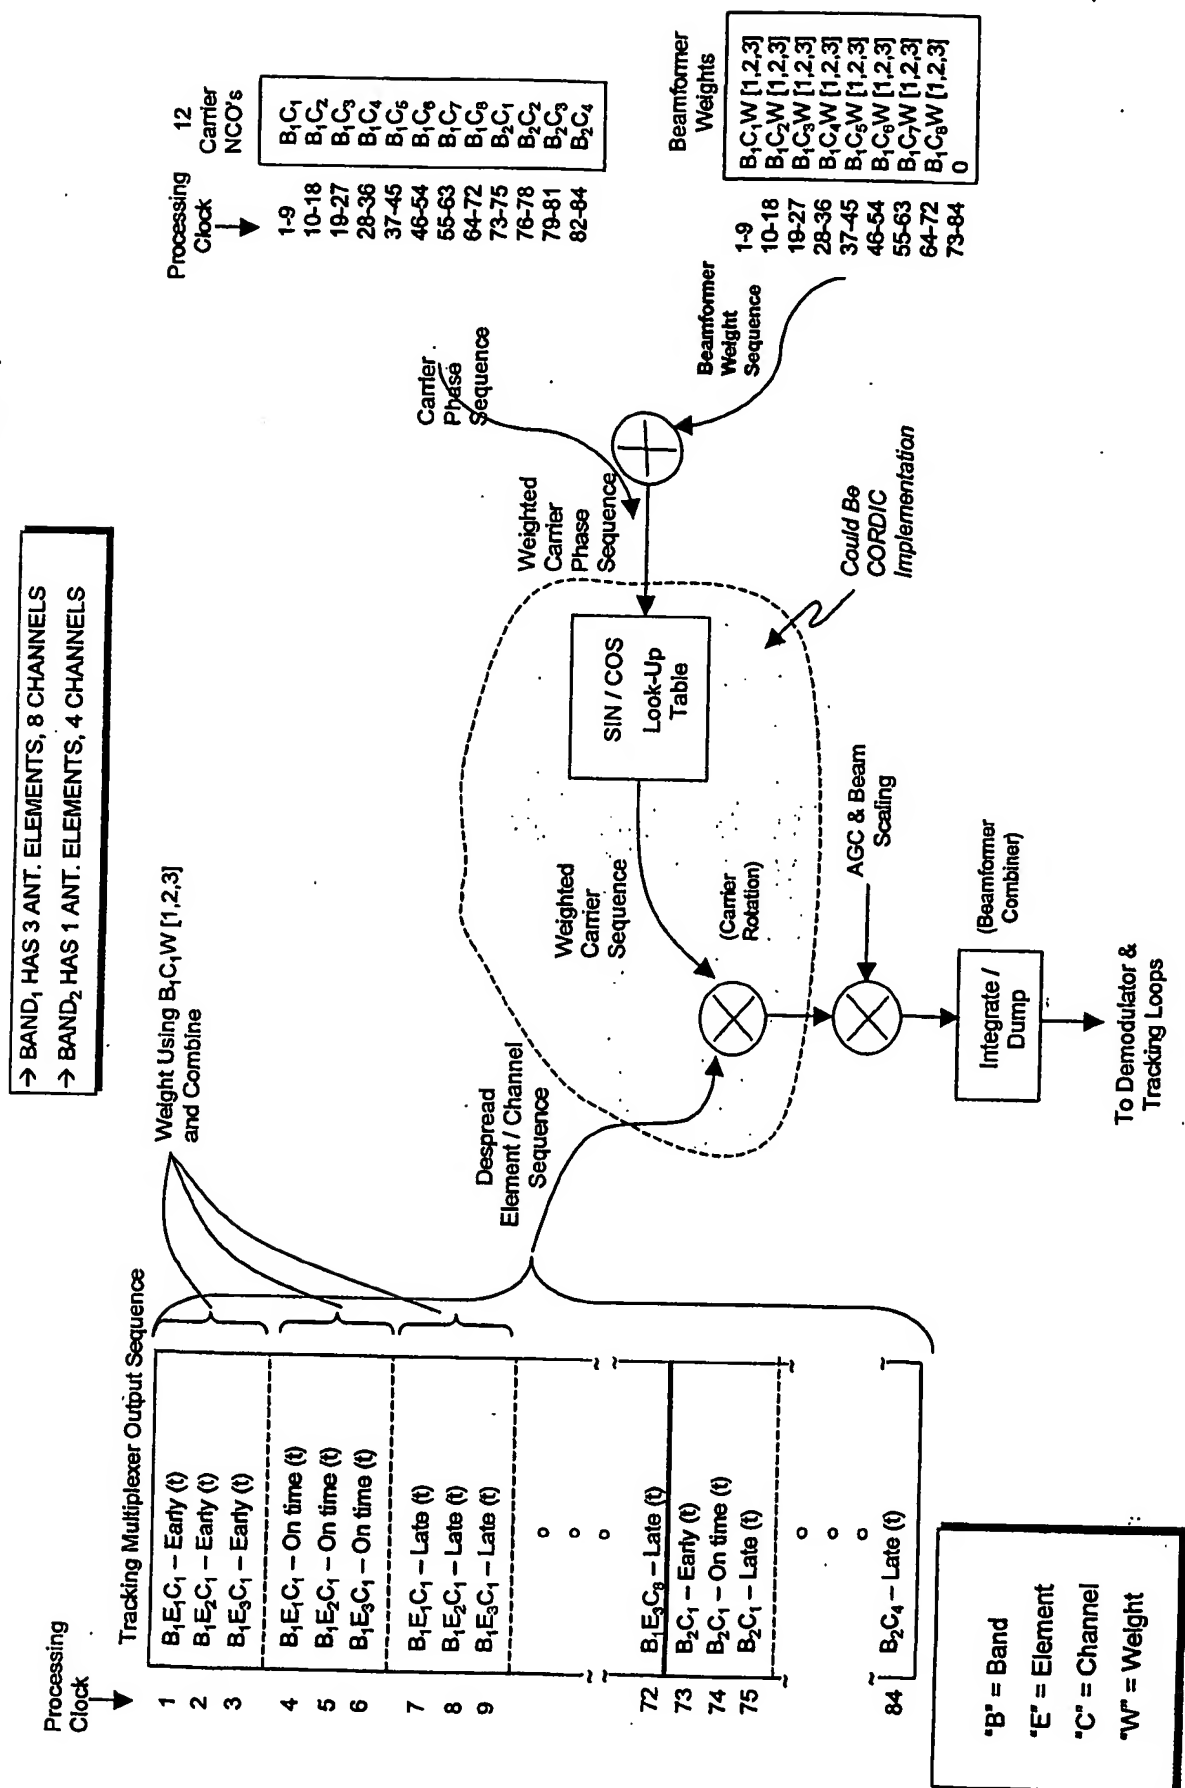 → BAND₁ HAS 3 ANT. ELEMENTS, 8 CHANNELS
→ BAND₂ HAS 1 ANT. ELEMENTS, 4 CHANNELS
Processing
Clock
Tracking Multiplexer Output Sequence
1 B₁E₁C₁ – Early (t)
2 B₁E₂C₁ – Early (t)
3 B₁E₃C₁ – Early (t)
4 B₁E₁C₁ – On time (t)
5 B₁E₂C₁ – On time (t)
6 B₁E₃C₁ – On time (t)
7 B₁E₁C₁ – Late (t)
8 B₁E₂C₁ – Late (t)
9 B₁E₃C₁ – Late (t)
72 B₁E₃C₈ – Late (t)
73 B₂C₁ – Early (t)
74 B₂C₁ – On time (t)
75 B₂C₁ – Late (t)
84 B₂C₄ – Late (t)
Weight Using B₁C₁W [1,2,3]
and Combine
Despread
Element / Channel
Sequence
Weighted
Carrier
Sequence
(Carrier
Rotation)
SIN / COS
Look-Up
Table
Weighted
Carrier
Phase
Sequence
Carrier
Phase
Sequence
Beamformer
Weight
Sequence
Could Be
CORDIC
Implementation
AGC & Beam
Scaling
Integrate /
Dump
(Beamformer
Combiner)
To Demodulator &
Tracking Loops
Processing
Clock
12
Carrier
NCO's
1-9 B₁C₁
10-18 B₁C₂
19-27 B₁C₃
28-36 B₁C₄
37-45 B₁C₅
46-54 B₁C₆
55-63 B₁C₇
64-72 B₁C₈
73-75 B₂C₁
76-78 B₂C₂
79-81 B₂C₃
82-84 B₂C₄
Beamformer
Weights
1-9 B₁C₁W [1,2,3]
10-18 B₁C₂W [1,2,3]
19-27 B₁C₃W [1,2,3]
28-36 B₁C₄W [1,2,3]
37-45 B₁C₅W [1,2,3]
46-54 B₁C₆W [1,2,3]
55-63 B₁C₇W [1,2,3]
64-72 B₁C₈W [1,2,3]
73-84 0
"B" = Band
"E" = Element
"C" = Channel
"W" = Weight